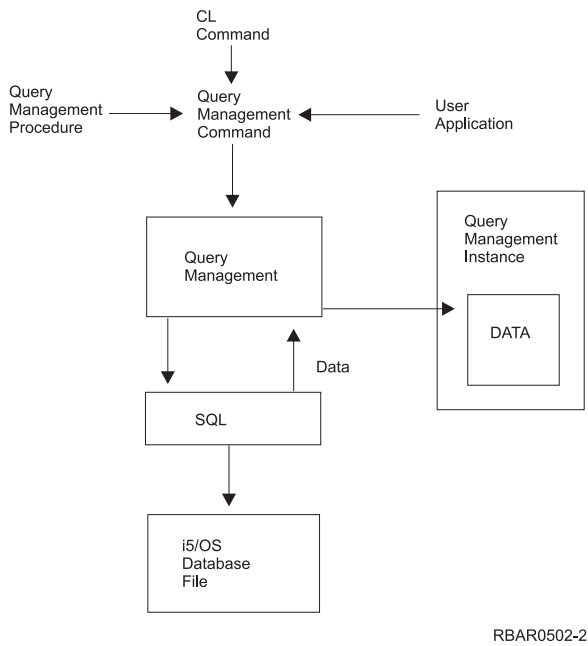 CL
Command
Query
Management
Procedure
Query
Management
Command
User
Application
Query
Management
Query
Management
Instance
DATA
Data
SQL
i5/OS
Database
File
RBAR0502-2